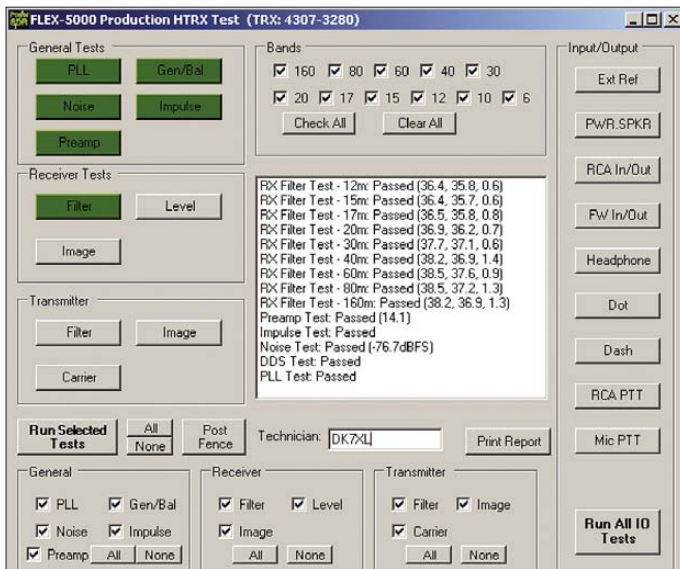 FLEX-5000 Production HTRX Test (TRX: 4307-3280)
General Tests
PLL Gen/Bal
Noise Impulse
Preamp
Receiver Tests
Filter Level
Image
Transmitter
Filter Image
Carrier
Bands
160 80 60 40 30
20 17 15 12 10 6
Check All Clear All
RX Filter Test - 12m: Passed (36.4, 35.8, 0.6)
RX Filter Test - 15m: Passed (36.4, 35.7, 0.6)
RX Filter Test - 17m: Passed (36.5, 35.8, 0.8)
RX Filter Test - 20m: Passed (36.9, 36.2, 0.7)
RX Filter Test - 30m: Passed (37.7, 37.1, 0.6)
RX Filter Test - 40m: Passed (38.2, 36.9, 1.4)
RX Filter Test - 60m: Passed (38.5, 37.6, 0.9)
RX Filter Test - 80m: Passed (38.5, 37.2, 1.3)
RX Filter Test - 160m: Passed (38.2, 36.9, 1.3)
Preamp Test: Passed (14.1)
Impulse Test: Passed
Noise Test: Passed (-76.7dBFS)
DDS Test: Passed
PLL Test: Passed
Input/Output
Ext Ref
PWR.SPKR
RCA In/Out
FW In/Out
Headphone
Dot
Dash
RCA PTT
Mic PTT
Run All IO
Tests
Run Selected
Tests
All
None
Post
Fence
Technician: DK7XL
Print Report
General
PLL Gen/Bal
Noise Impulse
Preamp All None
Receiver
Filter Level
Image
All None
Transmitter
Filter Image
Carrier
All None